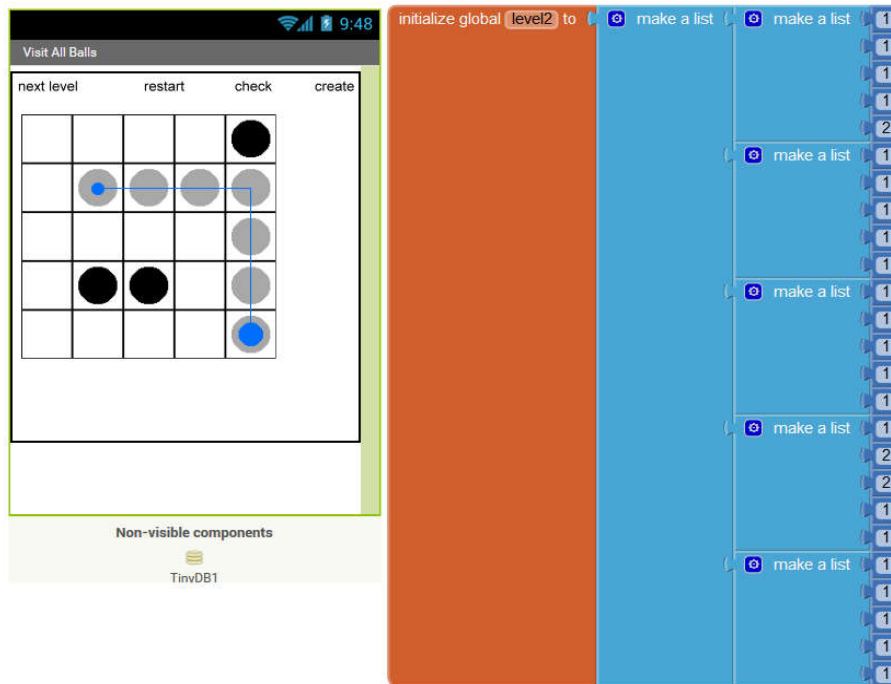 9:48
Visit All Balls
next level restart check create
Non-visible components
TinyDB1
initialize global level2 to make a list make a list 1
1
1
1
2
make a list 1
1
1
1
1
make a list 1
1
1
1
1
make a list 1
2
2
1
1
make a list 1
1
1
1
1